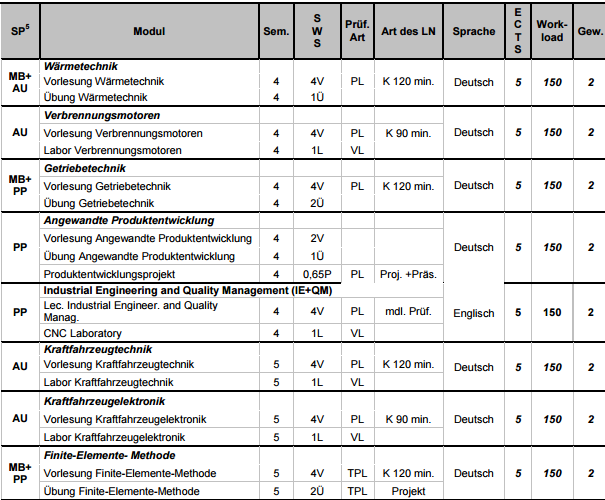 SP5 Modul Sem. S W S Prüf. Art Art des LN Sprache E C T S Work-load Gew.
Wärmetechnik
MB+ AU Vorlesung Wärmetechnik 4 4V PL K 120 min. Deutsch 5 150 2
Übung Wärmetechnik 4 1Ü
Verbrennungsmotoren
AU Vorlesung Verbrennungsmotoren 4 4V PL K 90 min. Deutsch 5 150 2
Labor Verbrennungsmotoren 4 1L VL
Getriebetechnik
MB+ PP Vorlesung Getriebetechnik 4 4V PL K 120 min. Deutsch 5 150 2
Übung Getriebetechnik 4 2Ü
Angewandte Produktentwicklung
Vorlesung Angewandte Produktentwicklung 4 2V
PP Übung Angewandte Produktentwicklung 4 1Ü Deutsch 5 150 2
Produktentwicklungsprojekt 4 0,65P PL Proj. +Präs.
Industrial Engineering and Quality Management (IE+QM)
PP Lec. Industrial Engineer. and Quality Manag. 4 4V PL mdl. Prüf. Englisch 5 150 2
CNC Laboratory 4 1L VL
Kraftfahrzeugtechnik
AU Vorlesung Kraftfahrzeugtechnik 5 4V PL K 120 min. Deutsch 5 150 2
Labor Kraftfahrzeugtechnik 5 1L VL
Kraftfahrzeugelektronik
AU Vorlesung Kraftfahrzeugelektronik 5 4V PL K 90 min. Deutsch 5 150 2
Labor Kraftfahrzeugelektronik 5 1L VL
Finite-Elemente- Methode
MB+ PP Vorlesung Finite-Elemente-Methode 5 4V TPL K 120 min. Deutsch 5 150 2
Übung Finite-Elemente-Methode 5 2Ü TPL Projekt